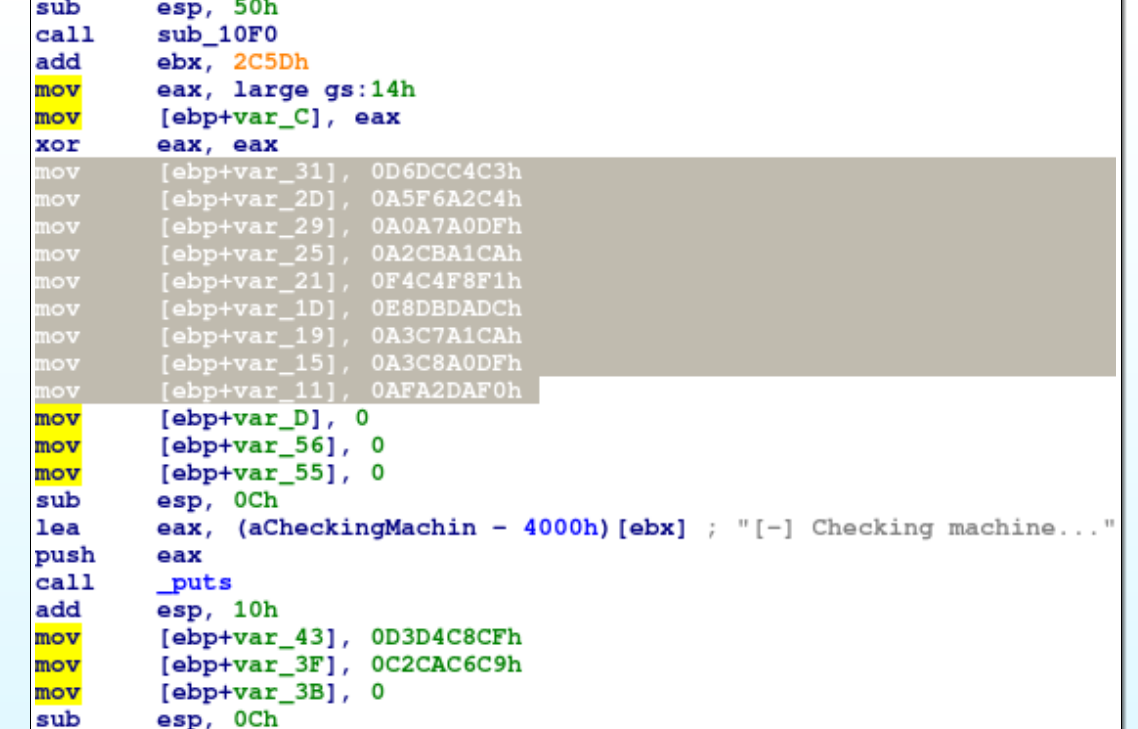 sub esp, 50h
call sub_10F0
add ebx, 2C5Dh
mov eax, large gs:14h
mov [ebp+var_C], eax
xor eax, eax
mov [ebp+var_31], 0D6DCC4C3h
mov [ebp+var_2D], 0A5F6A2C4h
mov [ebp+var_29], 0A0A7A0DFh
mov [ebp+var_25], 0A2CBA1CAh
mov [ebp+var_21], 0F4C4F8F1h
mov [ebp+var_1D], 0E8DBDADCh
mov [ebp+var_19], 0A3C7A1CAh
mov [ebp+var_15], 0A3C8A0DFh
mov [ebp+var_11], 0AFA2DAF0h
mov [ebp+var_D], 0
mov [ebp+var_56], 0
mov [ebp+var_55], 0
sub esp, 0Ch
lea eax, (aCheckingMachin - 4000h)[ebx] ; "[-] Checking machine..."
push eax
call _puts
add esp, 10h
mov [ebp+var_43], 0D3D4C8CFh
mov [ebp+var_3F], 0C2CAC6C9h
mov [ebp+var_3B], 0
sub esp, 0Ch